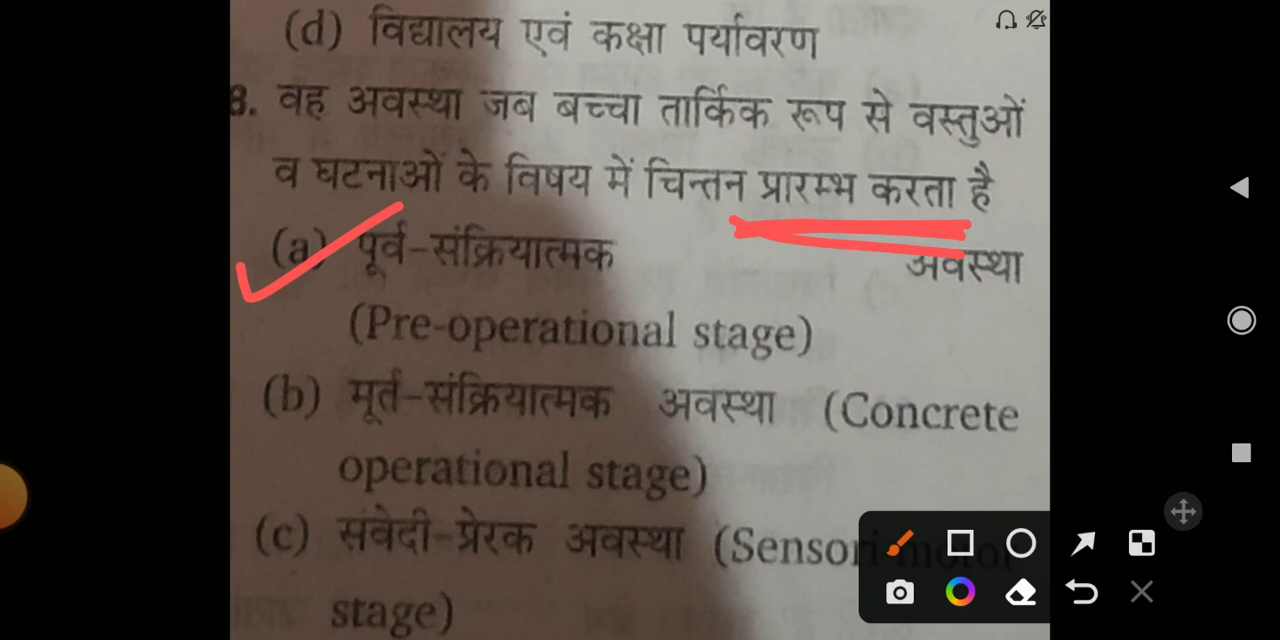 (d) विद्यालय एवं कक्षा पर्यावरण
8. वह अवस्था जब बच्चा तार्किक रूप से वस्तुओं
व घटनाओं के विषय में चिन्तन प्रारम्भ करता है
(a) पूर्व-संक्रियात्मक अवस्था
(Pre-operational stage)
(b) मूर्त-संक्रियात्मक अवस्था (Concrete
operational stage)
(c) संवेदी-प्रेरक अवस्था (Sensori-motor
stage)